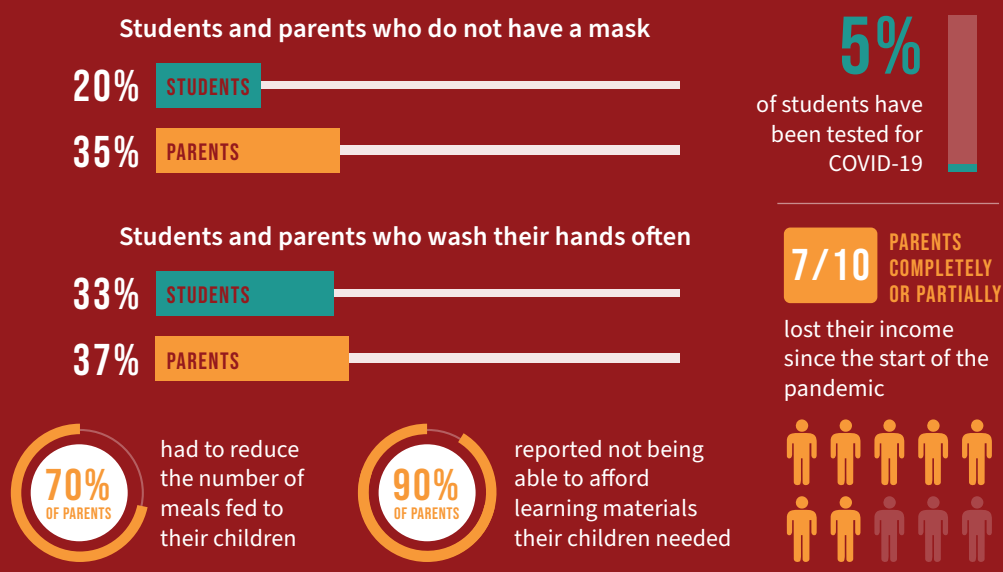 Students and parents who do not have a mask
20% STUDENTS
35% PARENTS
Students and parents who wash their hands often
33% STUDENTS
37% PARENTS
70%
OF PARENTS
had to reduce
the number of
meals fed to
their children
90%
OF PARENTS
reported not being
able to afford
learning materials
their children needed
5%
of students have
been tested for
COVID-19
7/10
PARENTS
COMPLETELY
OR PARTIALLY
lost their income
since the start of the
pandemic